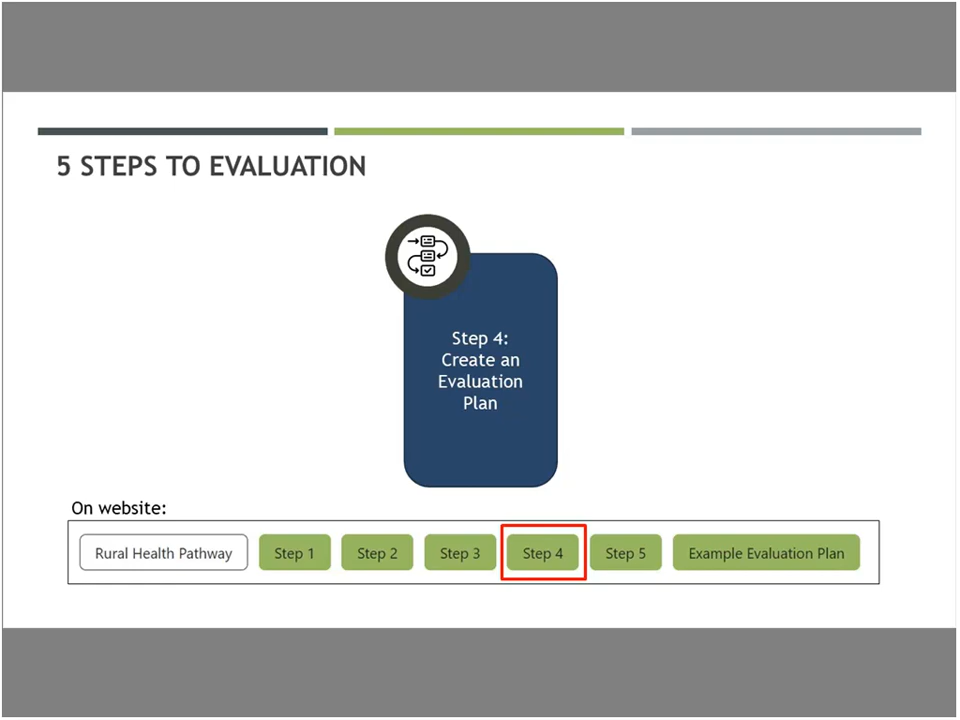 5 STEPS TO EVALUATION
Step 4:
Create an
Evaluation
Plan
On website:
Rural Health Pathway Step 1 Step 2 Step 3 Step 4 Step 5 Example Evaluation Plan